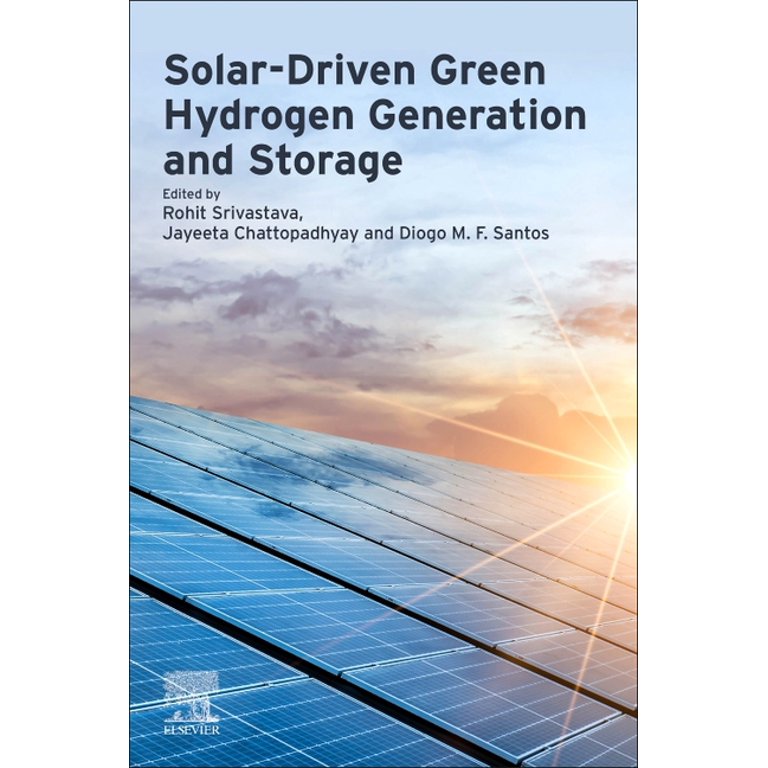 Solar-Driven Green
Hydrogen Generation
and Storage
Edited by
Rohit Srivastava,
Jayeeta Chattopadhyay and Diogo M. F. Santos
ELSEVIER